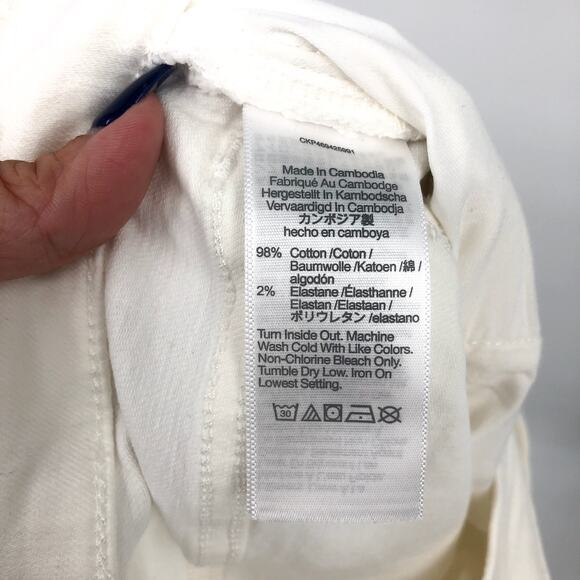 CKP469425991
Made In Cambodia
Fabriqué Au Cambodge
Hergestellt In Kambodscha
Vervaardigd In Cambodja
カンボジア製
hecho en camboya
98% Cotton /Coton/
Baumwolle /Katoen /綿 /
algodón
2% Elastane /Élasthanne /
Elastan /Elastaan /
ポリウレタン /elastano
Turn Inside Out. Machine
Wash Cold With Like Colors.
Non-Chlorine Bleach Only.
Tumble Dry Low. Iron On
Lowest Setting.
30